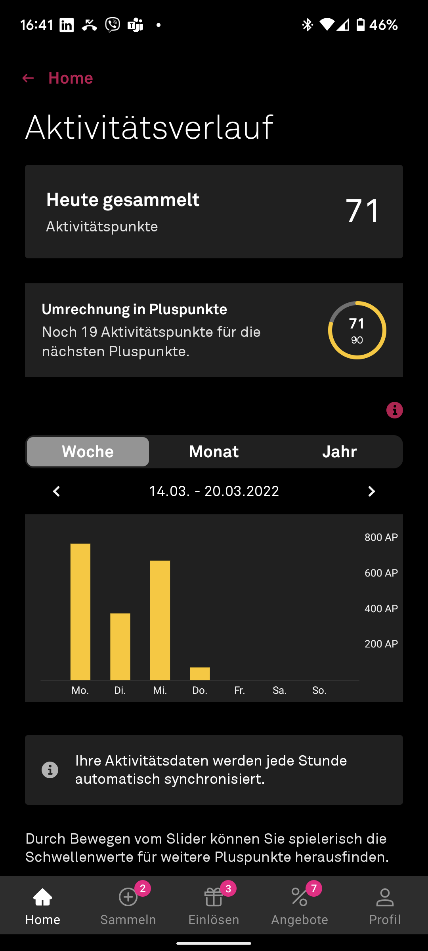 16:41 46%
← Home
Aktivitätsverlauf
Heute gesammelt
Aktivitätspunkte
71
Umrechnung in Pluspunkte
Noch 19 Aktivitätspunkte für die
nächsten Pluspunkte.
71
90
Woche Monat Jahr
14.03. - 20.03.2022
800 AP
600 AP
400 AP
200 AP
Mo. Di. Mi. Do. Fr. Sa. So.
Ihre Aktivitätsdaten werden jede Stunde
automatisch synchronisiert.
Durch Bewegen vom Slider können Sie spielerisch die
Schwellenwerte für weitere Pluspunkte herausfinden.
2 3 7
Home Sammeln Einlösen Angebote Profil